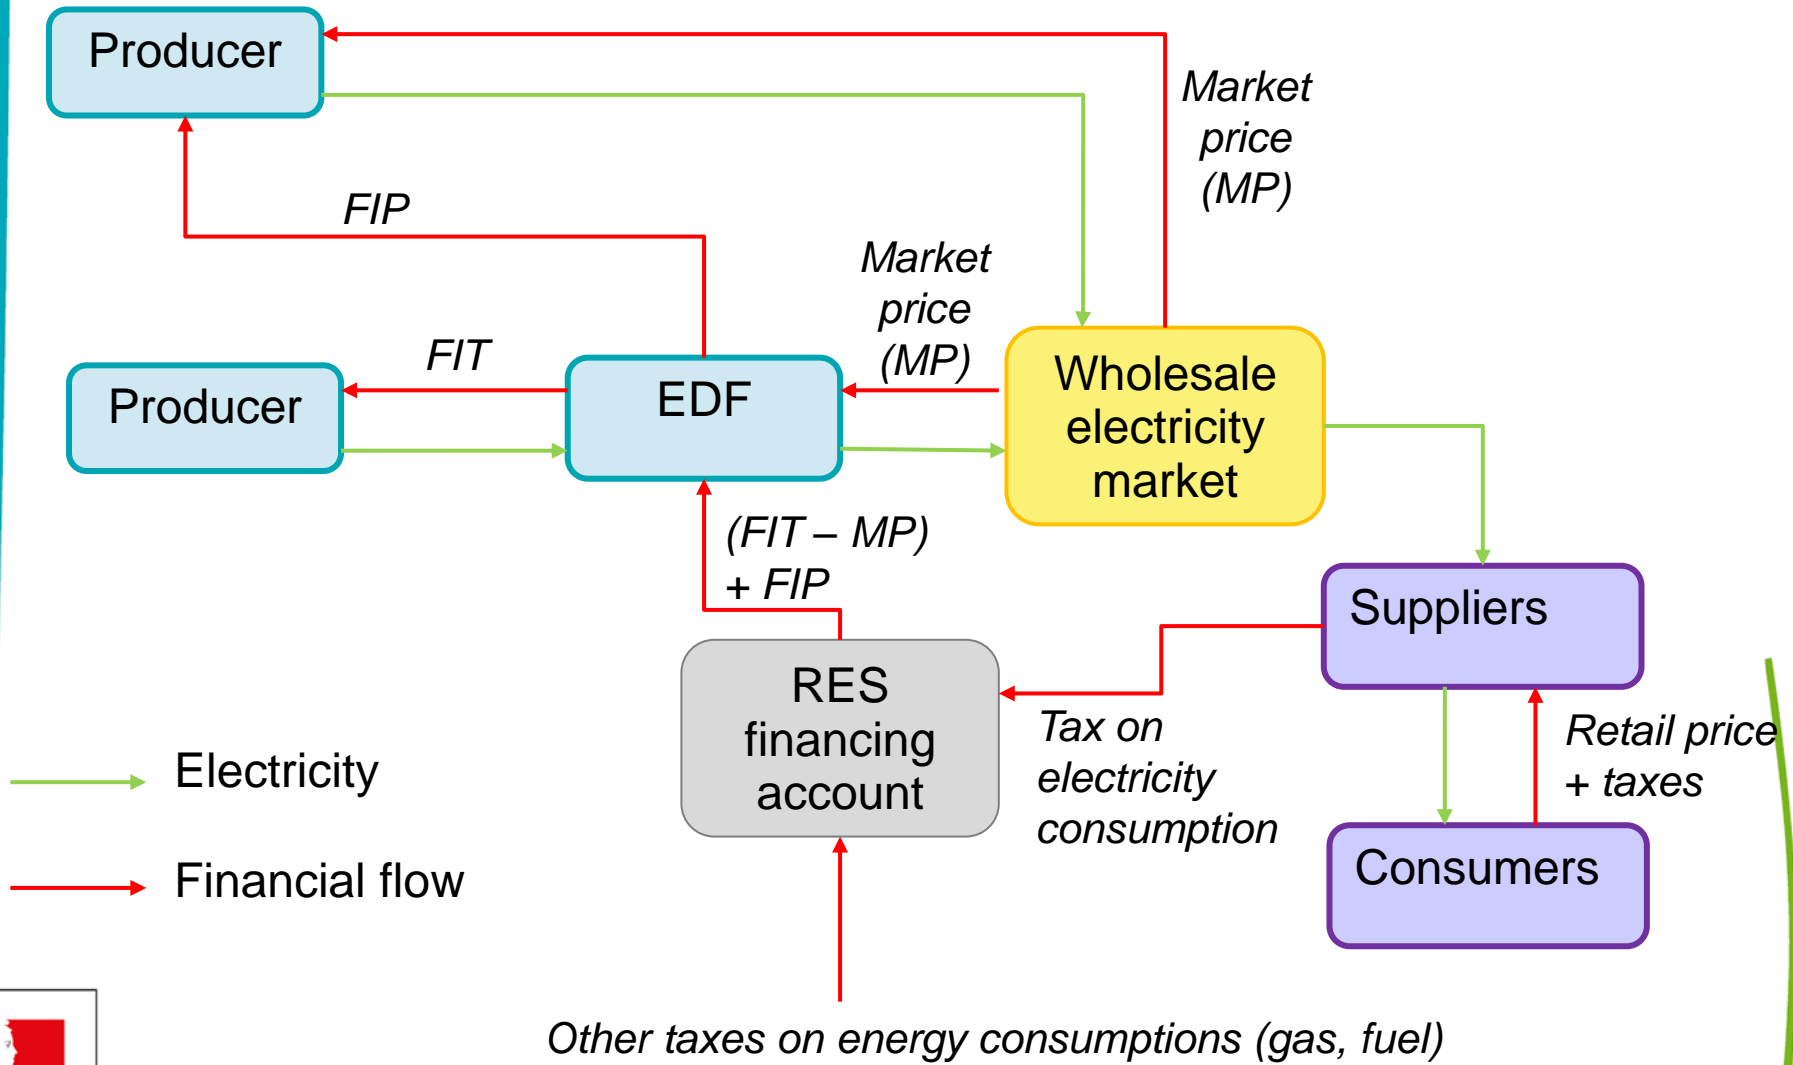 Producer
Market
price
(MP)
FIP
Market
price
(MP)
FIT
Producer
EDF
Wholesale
electricity
market
(FIT – MP)
+ FIP
Suppliers
RES
financing
account
Tax on
electricity
consumption
Retail price
+ taxes
Consumers
Electricity
Financial flow
Other taxes on energy consumptions (gas, fuel)